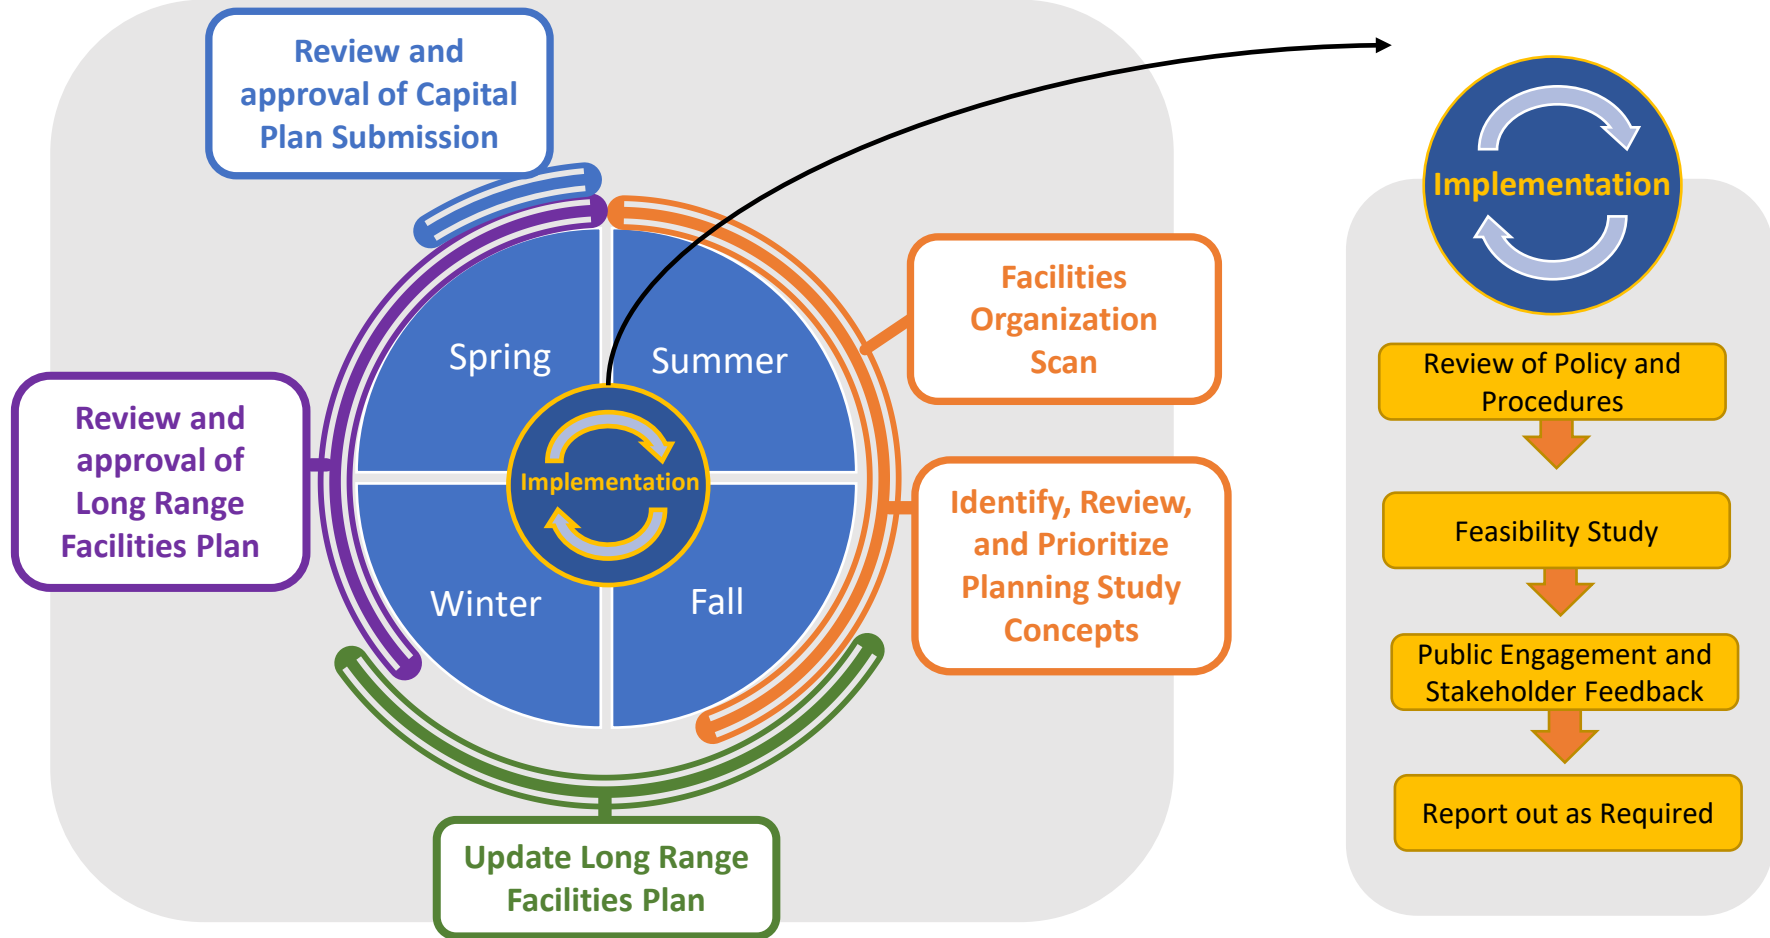 Review and
approval of Capital
Plan Submission
Facilities
Organization
Scan
Spring
Summer
Review and
approval of
Long Range
Facilities Plan
Implementation
Identify, Review,
and Prioritize
Planning Study
Concepts
Winter
Fall
Update Long Range
Facilities Plan
Implementation
Review of Policy and
Procedures
Feasibility Study
Public Engagement and
Stakeholder Feedback
Report out as Required